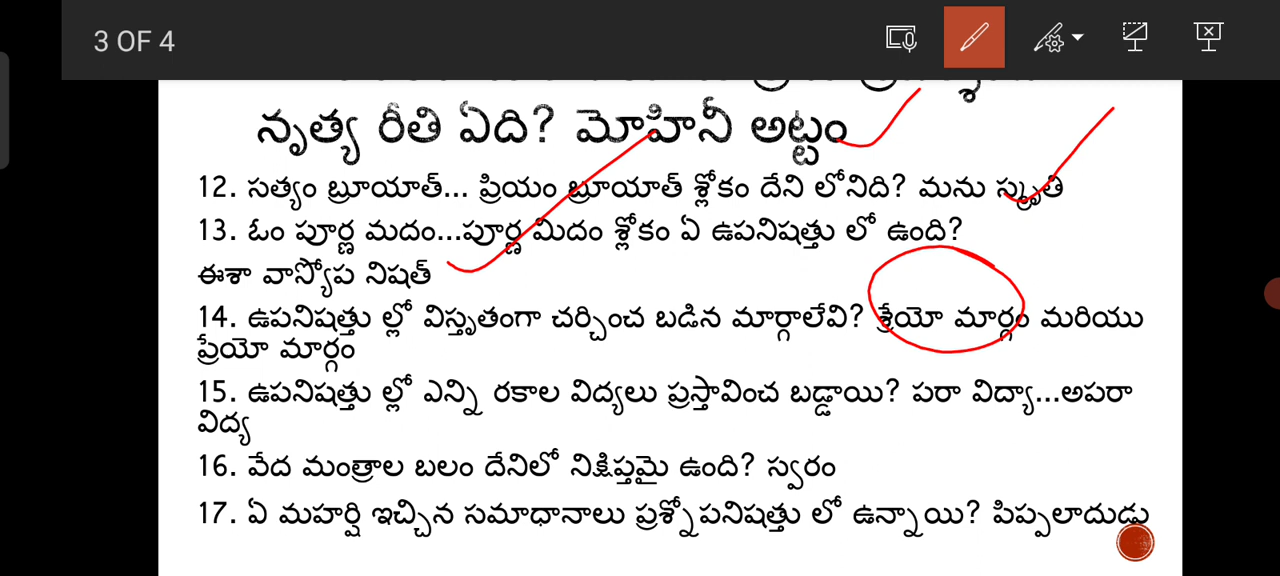 3 OF 4
నృత్య రీతి ఏది? మోహినీ అట్టం
12. సత్యం బ్రూయాత్... ప్రియం బ్రూయాత్ శ్లోకం దేని లోనిది? మను స్మృతి
13. ఓం పూర్ణ మదం...పూర్ణ మిదం శ్లోకం ఏ ఉపనిషత్తు లో ఉంది?
ఈశా వాస్యోప నిషత్
14. ఉపనిషత్తు ల్లో విస్తృతంగా చర్చించ బడిన మార్గాలేవి? శ్రేయో మార్గం మరియు
ప్రేయో మార్గం
15. ఉపనిషత్తు ల్లో ఎన్ని రకాల విద్యలు ప్రస్తావించ బడ్డాయి? పరా విద్యా...అపరా
విద్య
16. వేద మంత్రాల బలం దేనిలో నిక్షిప్తమై ఉంది? స్వరం
17. ఏ మహర్షి ఇచ్చిన సమాధానాలు ప్రశ్నోపనిషత్తు లో ఉన్నాయి? పిప్పలాదుడు